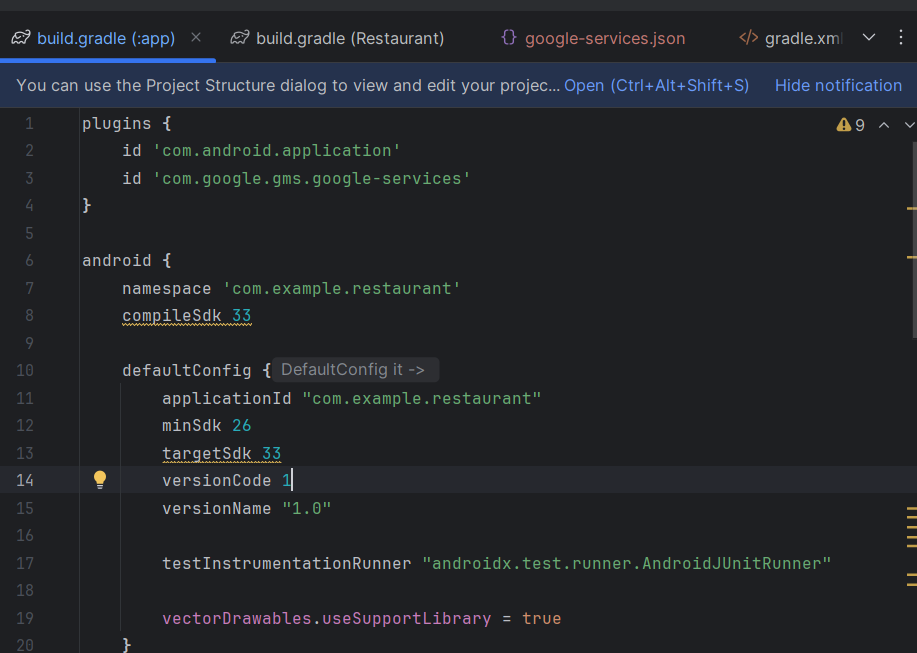 build.gradle (:app) build.gradle (Restaurant) google-services.json gradle.xml
You can use the Project Structure dialog to view and edit your projec... Open (Ctrl+Alt+Shift+S) Hide notification
1 plugins { 9
2 id 'com.android.application'
3 id 'com.google.gms.google-services'
4 }
5
6 android {
7 namespace 'com.example.restaurant'
8 compileSdk 33
9
10 defaultConfig { DefaultConfig it ->
11 applicationId "com.example.restaurant"
12 minSdk 26
13 targetSdk 33
14 versionCode 1
15 versionName "1.0"
16
17 testInstrumentationRunner "androidx.test.runner.AndroidJUnitRunner"
18
19 vectorDrawables.useSupportLibrary = true
20 }